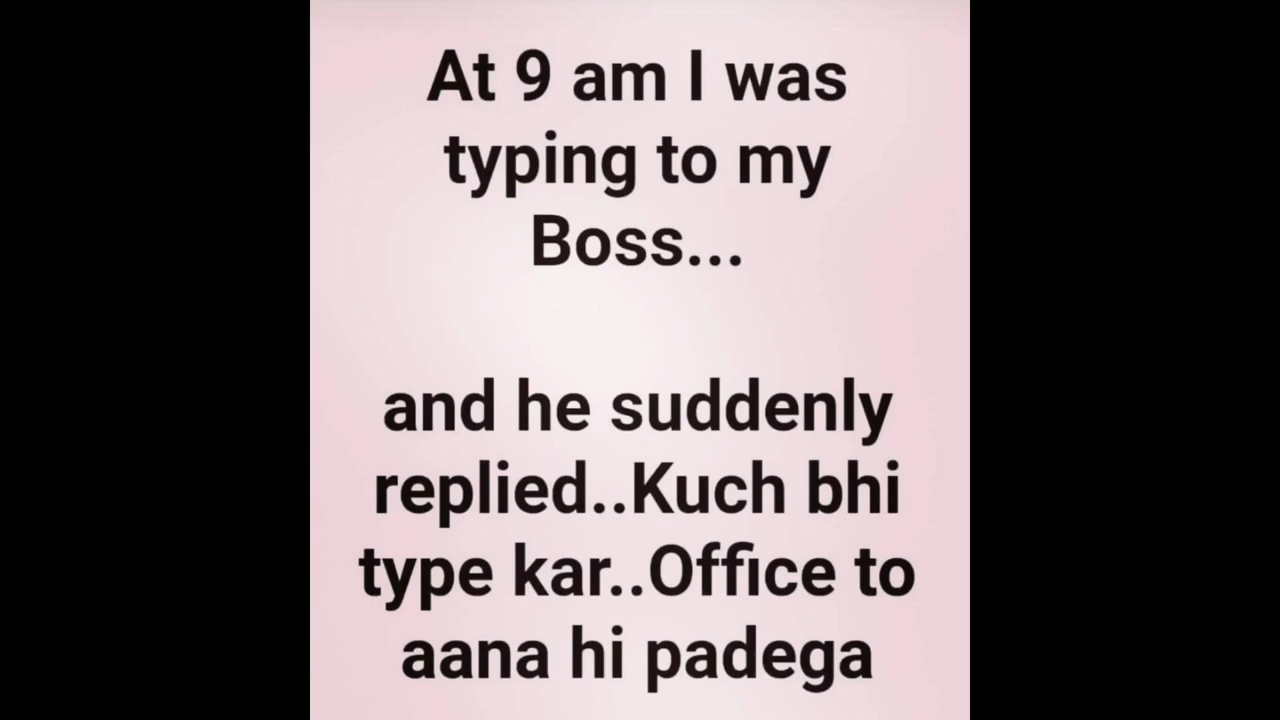 At 9 am I was
typing to my
Boss...
and he suddenly
replied..Kuch bhi
type kar..Office to
aana hi padega